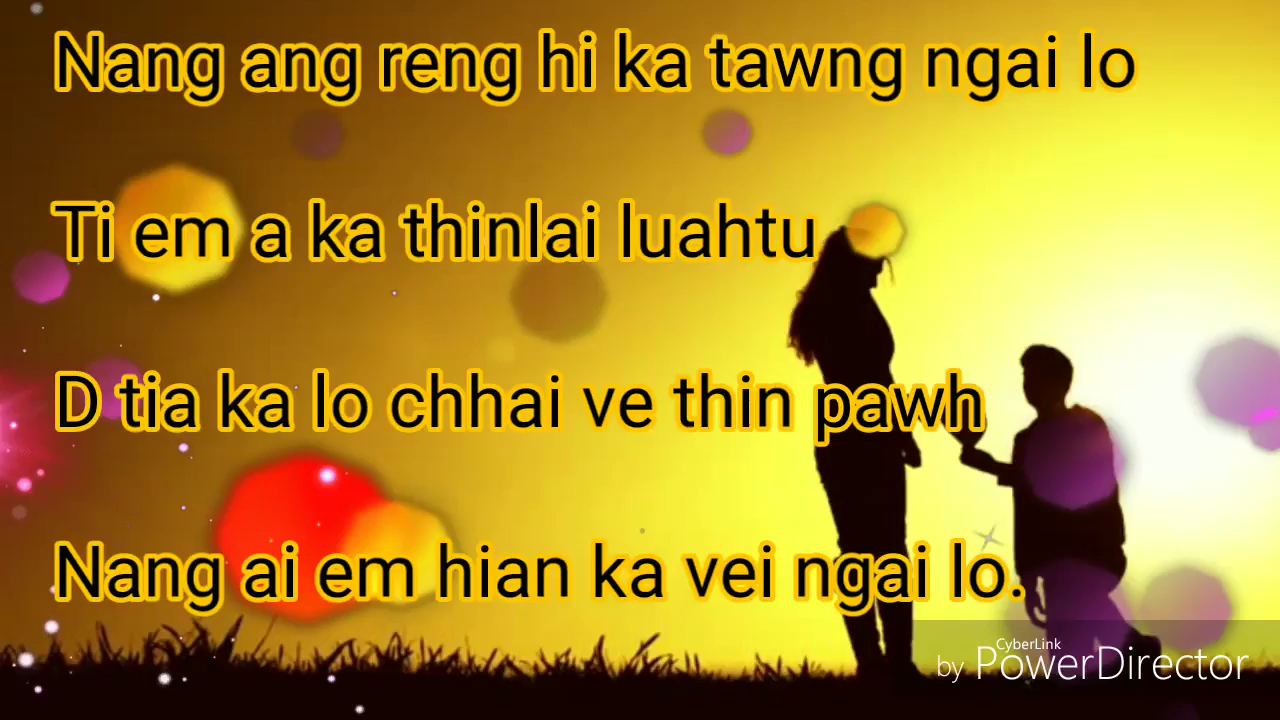 Nang ang reng hi ka tawng ngai lo
Ti em a ka thinlai luahtu
D tia ka lo chhai ve thin pawh
Nang ai em hian ka vei ngai lo.
CyberLink
by PowerDirector